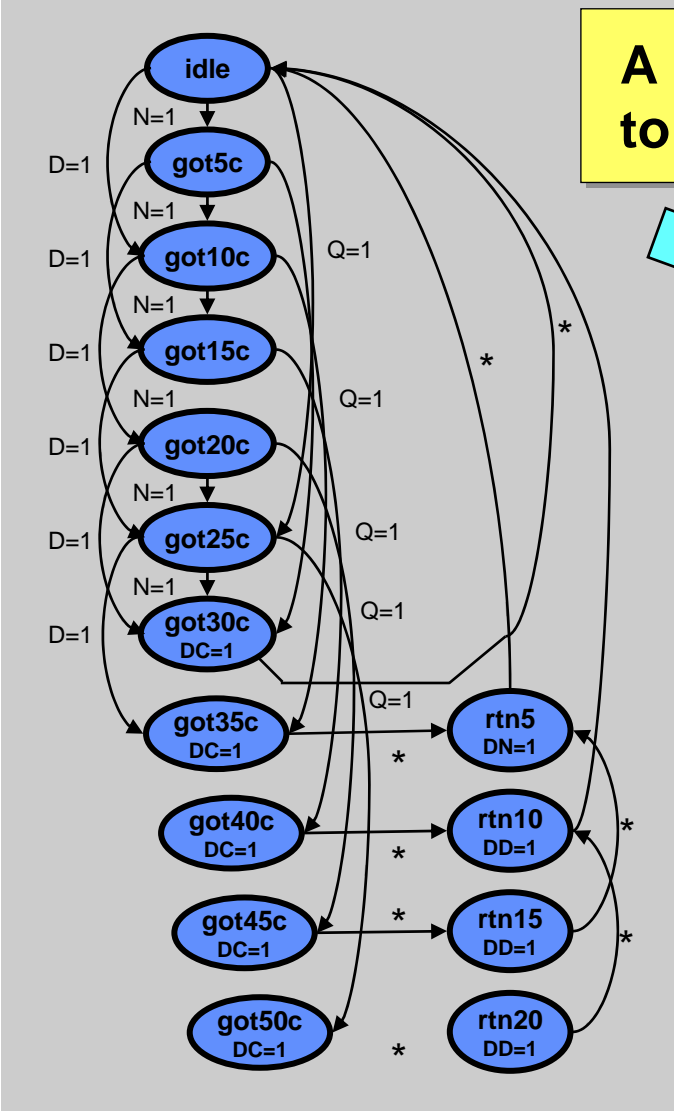 A
to
idle
N=1
D=1
got5c
N=1
D=1
got10c
Q=1
N=1
D=1
got15c
*
*
N=1
Q=1
D=1
got20c
N=1
D=1
got25c
Q=1
N=1
D=1
got30c
DC=1
Q=1
Q=1
got35c
DC=1
*
rtn5
DN=1
got40c
DC=1
*
rtn10
DD=1
*
got45c
DC=1
*
rtn15
DD=1
*
got50c
DC=1
*
rtn20
DD=1